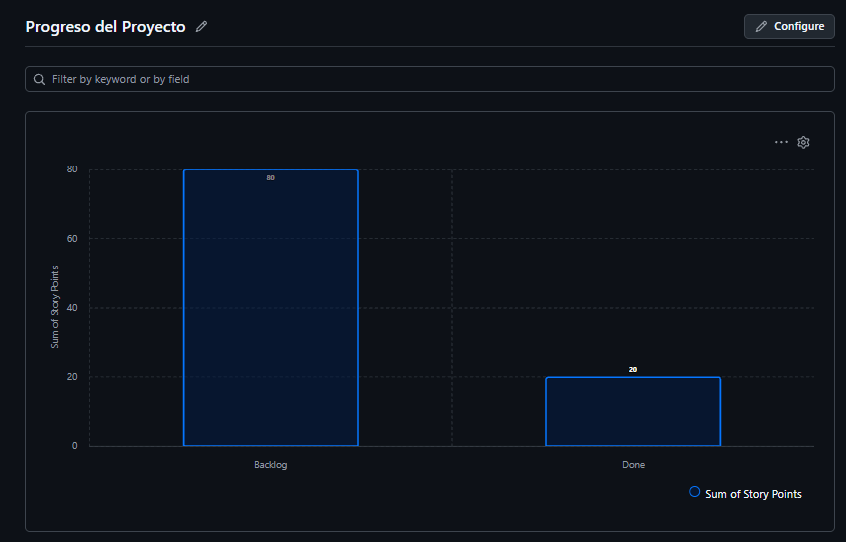 Progreso del Proyecto
Configure
Filter by keyword or by field
80
80
60
Sum of Story Points
40
20
20
0
Backlog
Done
Sum of Story Points